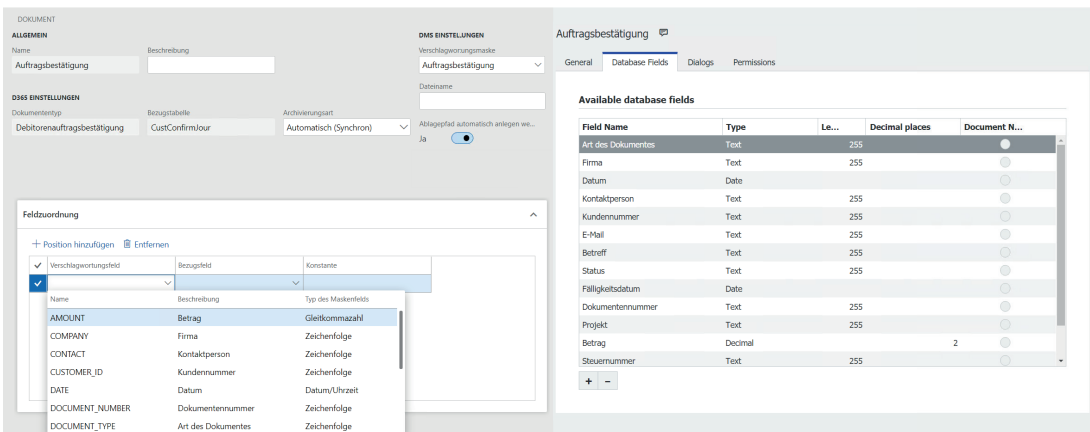 DOKUMENT
ALLGEMEIN
Name
Beschreibung
Auftragsbestätigung
D365 EINSTELLUNGEN
Dokumententyp
Bezugstabelle
Archivierungsart
Debitorenauftragsbestätigung
CustConfirmJour
Automatisch (Synchron)
DMS EINSTELLUNGEN
Verschlagwortungsmaske
Auftragsbestätigung
Dateiname
Ablagepfad automatisch anlegen we...
Ja
Feldzuordnung
Position hinzufügen Entfernen
Verschlagwortungsfeld Bezugsfeld Konstante
Name Beschreibung Typ des Maskenfelds
AMOUNT Betrag Gleitkommazahl
COMPANY Firma Zeichenfolge
CONTACT Kontaktperson Zeichenfolge
CUSTOMER_ID Kundennummer Zeichenfolge
DATE Datum Datum/Uhrzeit
DOCUMENT_NUMBER Dokumentennummer Zeichenfolge
DOCUMENT_TYPE Art des Dokumentes Zeichenfolge
Auftragsbestätigung
General Database Fields Dialogs Permissions
Available database fields
Field Name Type Le... Decimal places Document N...
Art des Dokumentes Text 255
Firma Text 255
Datum Date
Kontaktperson Text 255
Kundennummer Text 255
E-Mail Text 255
Betreff Text 255
Status Text 255
Fälligkeitsdatum Date
Dokumentennummer Text 255
Projekt Text 255
Betrag Decimal 2
Steuernummer Text 255
+ -